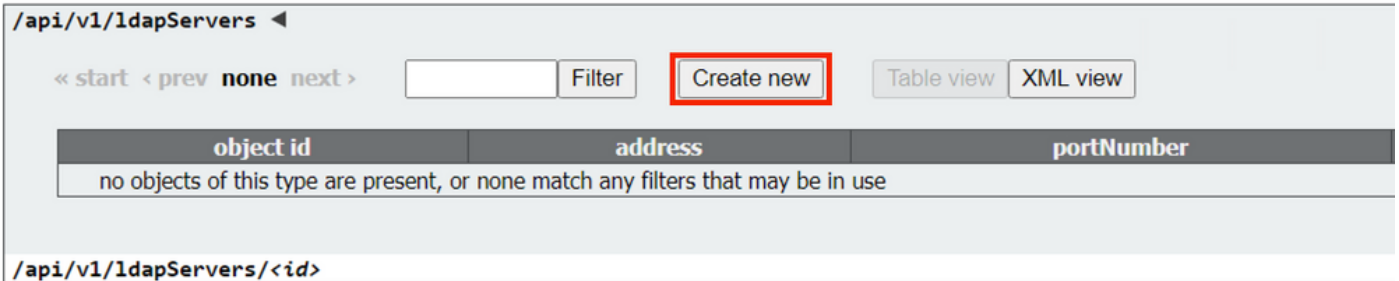 /api/v1/ldapServers ◄
« start ‹ prev none next › Filter Create new Table view XML view
object id address portNumber
no objects of this type are present, or none match any filters that may be in use
/api/v1/ldapServers/<id>